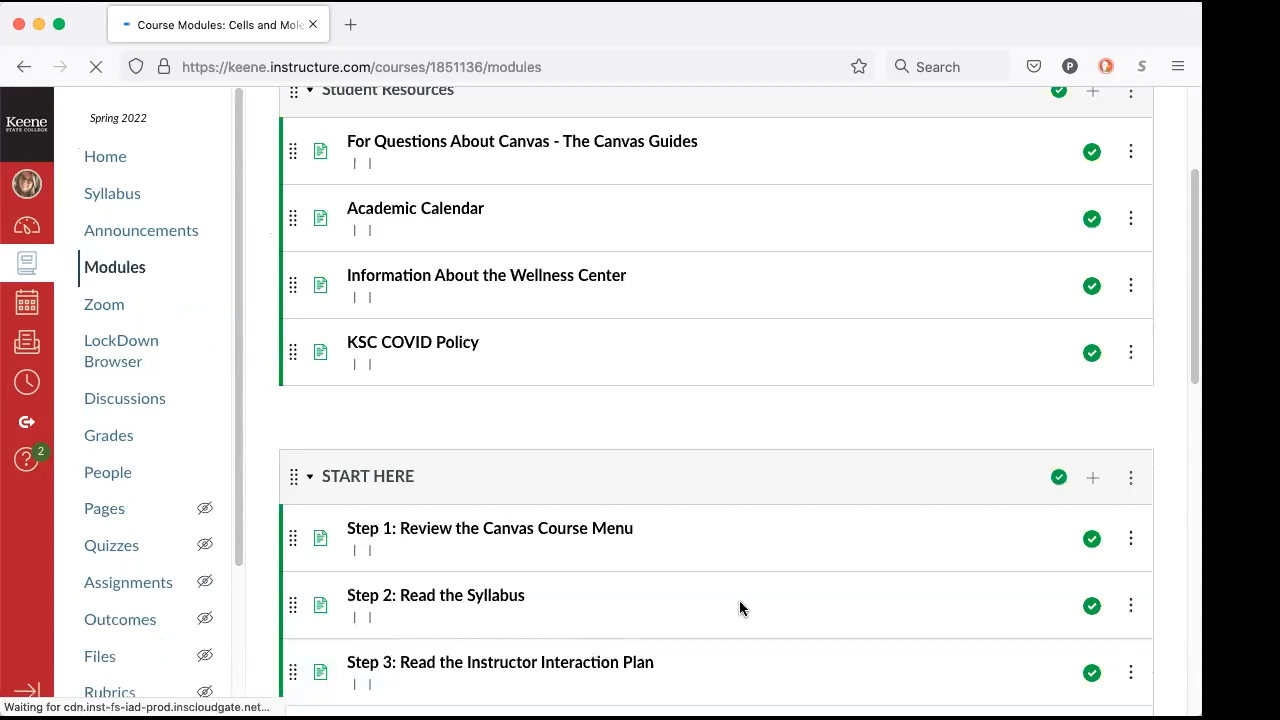 Course Modules: Cells and Mole
https://keene.instructure.com/courses/1851136/modules
Search
P
S
Keene
STATE COLLEGE
2
Spring 2022
Home
Syllabus
Announcements
Modules
Zoom
LockDown
Browser
Discussions
Grades
People
Pages
Quizzes
Assignments
Outcomes
Files
Rubrics
Student Resources
For Questions About Canvas - The Canvas Guides
| |
Academic Calendar
| |
Information About the Wellness Center
| |
KSC COVID Policy
| |
START HERE
Step 1: Review the Canvas Course Menu
| |
Step 2: Read the Syllabus
| |
Step 3: Read the Instructor Interaction Plan
| |
Waiting for cdn.inst-fs-iad-prod.inscloudgate.net...